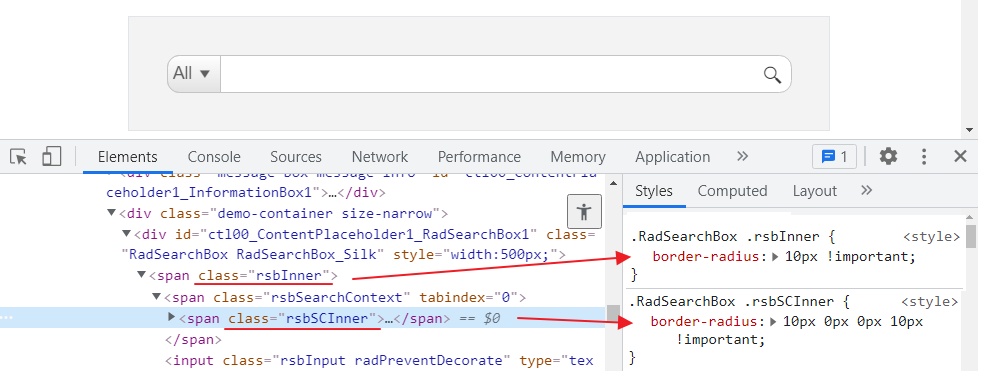 All
Elements Console Sources Network Performance Memory Application » 1
<div class="message-box message-info" id="ctl00_ContentPla
ceholder1_InformationBox1">…</div>
<div class="demo-container size-narrow">
<div id="ctl00_ContentPlaceholder1_RadSearchBox1" class=
"RadSearchBox RadSearchBox_Silk" style="width:500px;">
<span class="rsbInner">
<span class="rsbSearchContext" tabindex="0">
... <span class="rsbSCInner">…</span> == $0
</span>
<input class="rsbInput radPreventDecorate" type="tex
Styles Computed Layout »
.RadSearchBox .rsbInner { <style>
border-radius: 10px !important;
}
.RadSearchBox .rsbSCInner { <style>
border-radius: 10px 0px 0px 10px
!important;
}